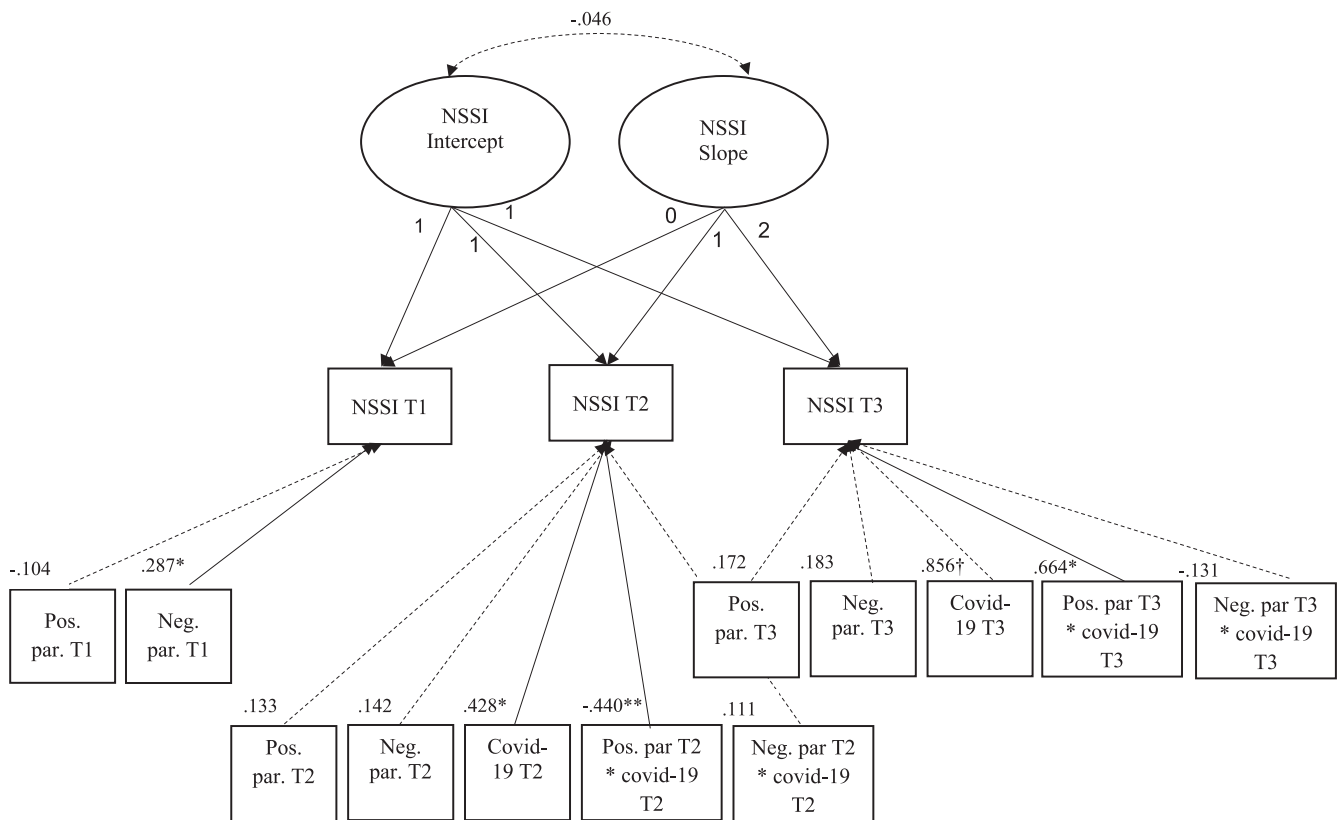 -.046
NSSI
Intercept
NSSI
Slope
1
1
1
0
1
2
NSSI T1
NSSI T2
NSSI T3
-.104
.287*
.172
.183
.856†
.664*
-.131
Pos.
par. T1
Neg.
par. T1
Pos.
par. T3
Neg.
par. T3
Covid-
19 T3
Pos. par T3
* covid-19
T3
Neg. par T3
* covid-19
T3
.133
.142
.428*
-.440**
.111
Pos.
par. T2
Neg.
par. T2
Covid-
19 T2
Pos. par T2
* covid-19
T2
Neg. par T2
* covid-19
T2